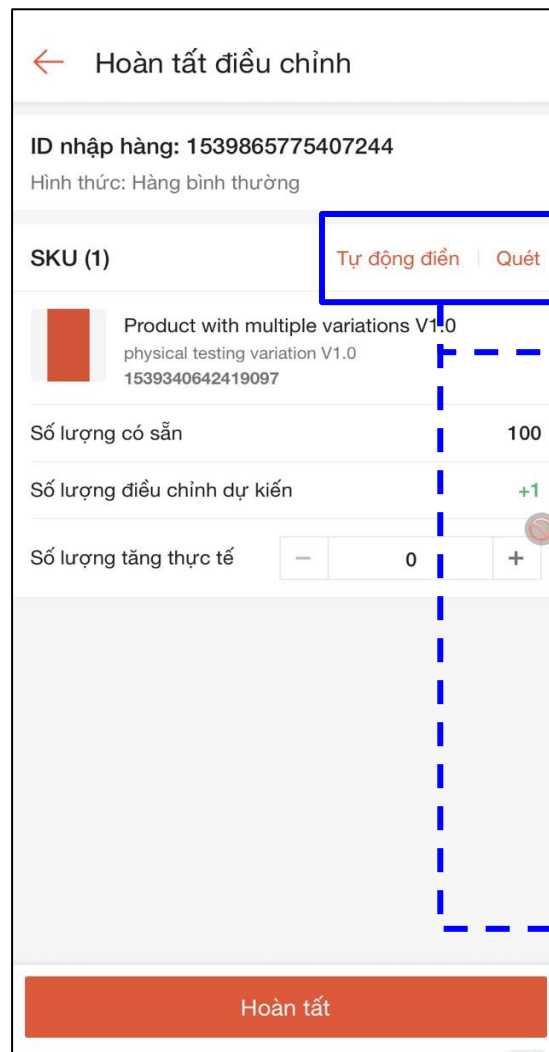 Hoàn tất điều chỉnh
ID nhập hàng: 1539865775407244
Hình thức: Hàng bình thường
SKU (1) Tự động điền Quét
Product with multiple variations V1.0
physical testing variation V1.0
1539340642419097
Số lượng có sẵn 100
Số lượng điều chỉnh dự kiến +1
Số lượng tăng thực tế − 0 +
Hoàn tất